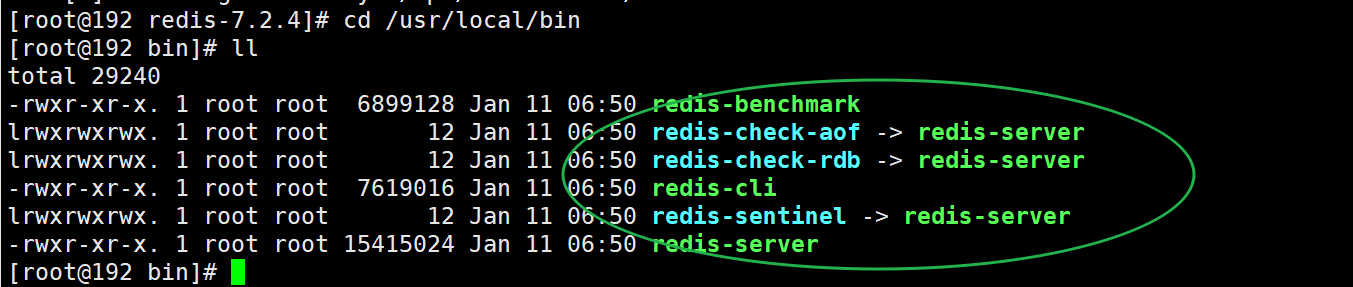 [root@192 redis-7.2.4]# cd /usr/local/bin
[root@192 bin]# ll
total 29240
-rwxr-xr-x. 1 root root  6899128 Jan 11 06:50 redis-benchmark
lrwxrwxrwx. 1 root root       12 Jan 11 06:50 redis-check-aof -> redis-server
lrwxrwxrwx. 1 root root       12 Jan 11 06:50 redis-check-rdb -> redis-server
-rwxr-xr-x. 1 root root  7619016 Jan 11 06:50 redis-cli
lrwxrwxrwx. 1 root root       12 Jan 11 06:50 redis-sentinel -> redis-server
-rwxr-xr-x. 1 root root 15415024 Jan 11 06:50 redis-server
[root@192 bin]#